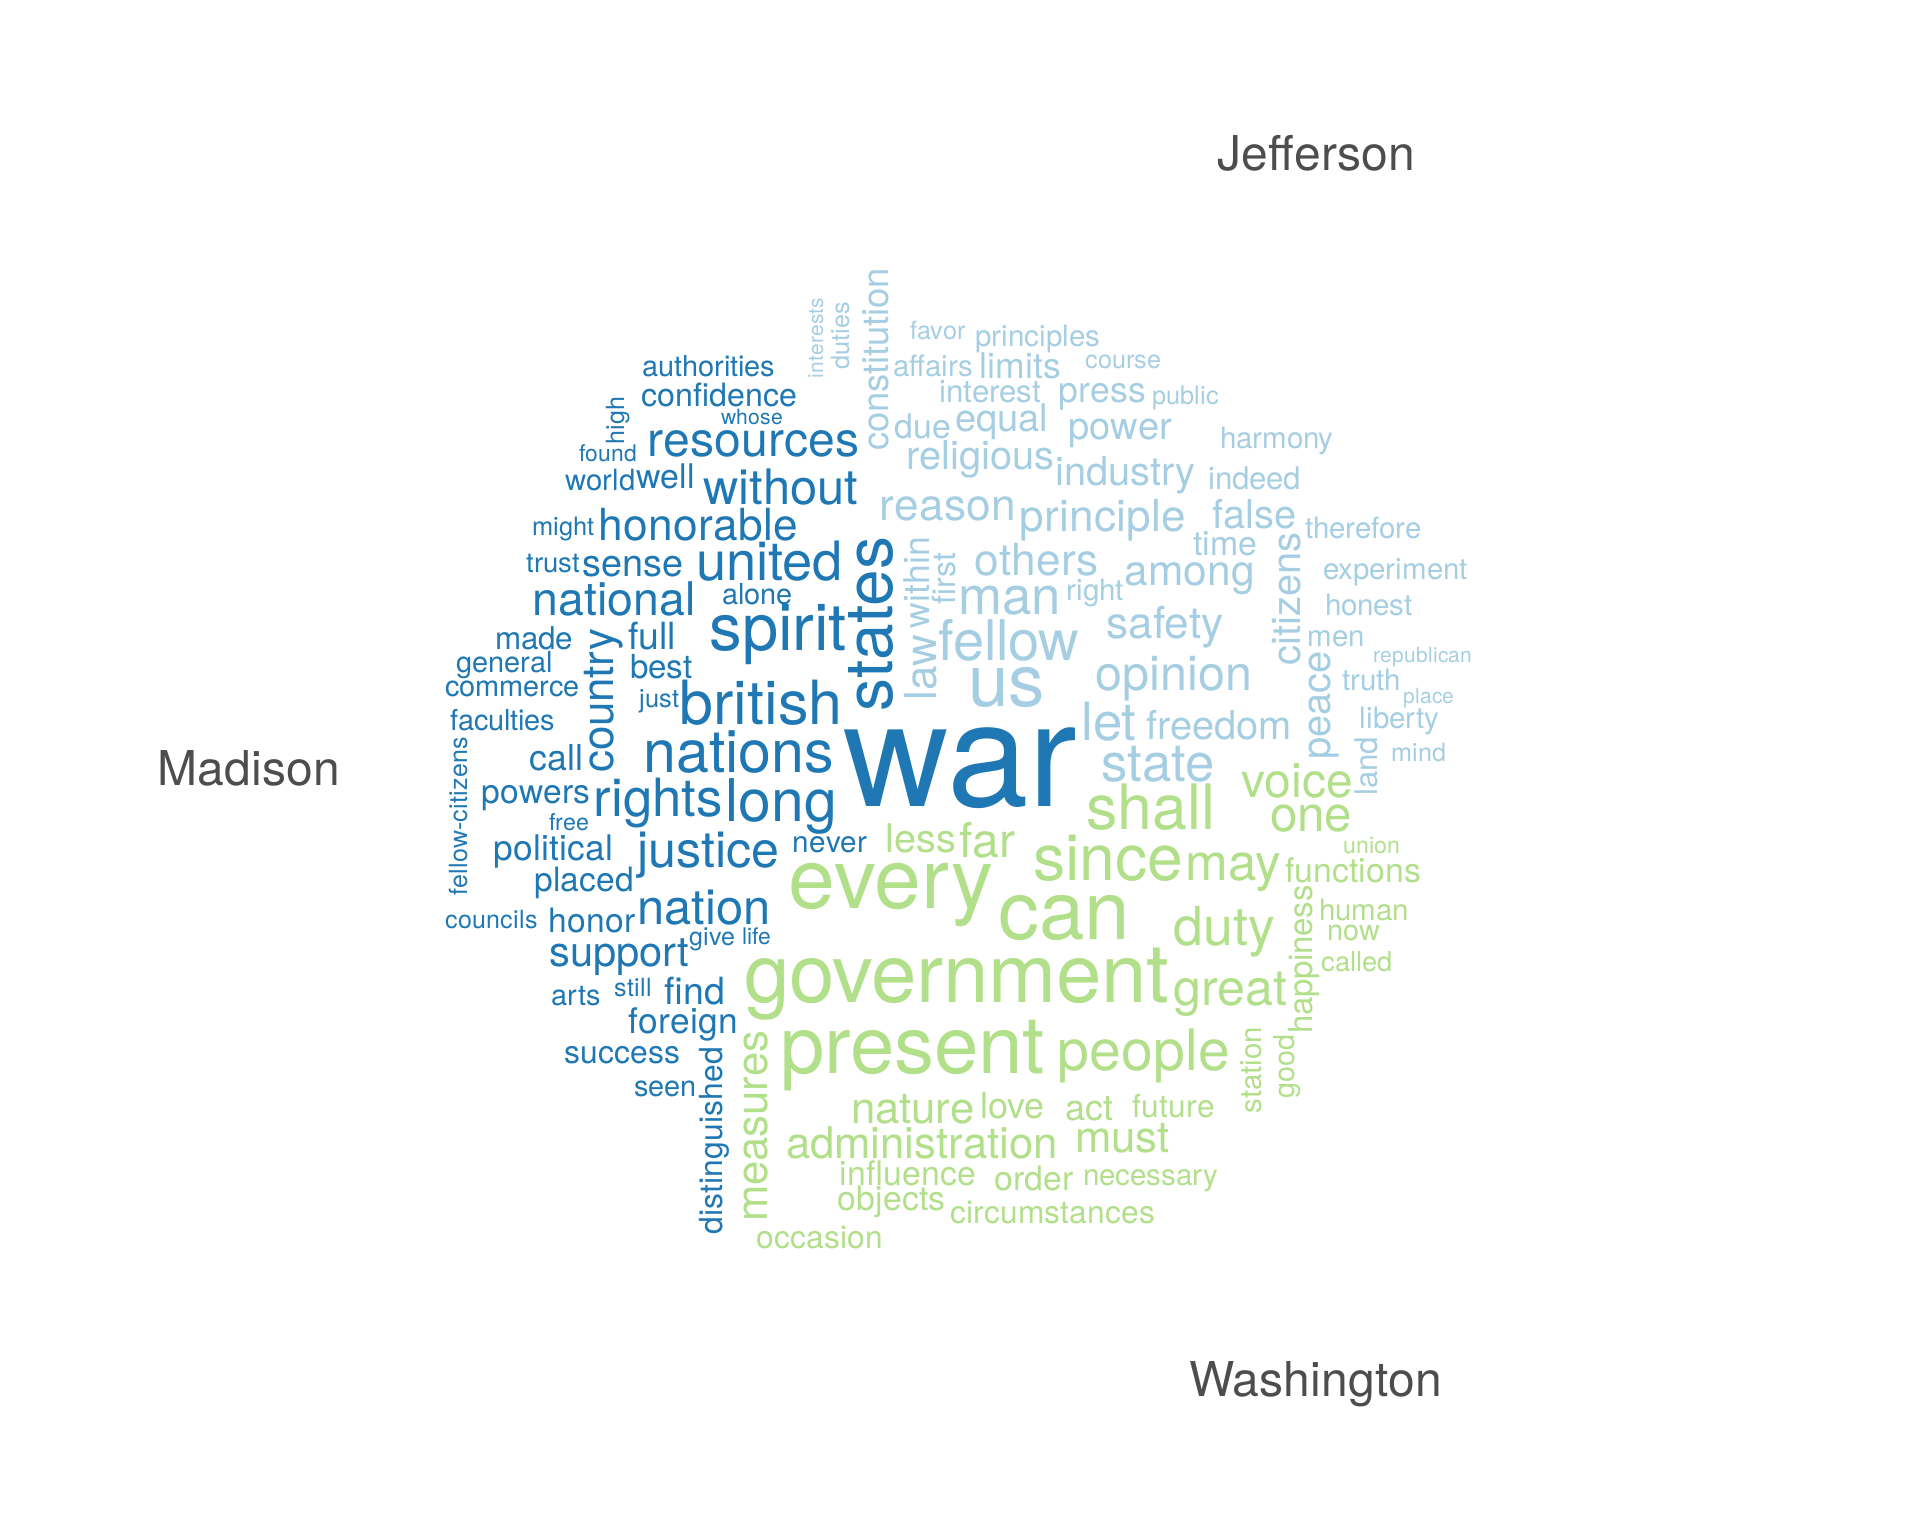 Jefferson
interests
duties
constitution
favor
principles
authorities
affairs
limits
course
confidence
interest
press
public
high
whose
due
equal
power
harmony
resources
found
religious
industry
indeed
world
well
without
reason
principle
false
therefore
might
honorable
time
trust
sense
united
states
within
first
others
among
citizens
experiment
national
alone
man
right
honest
made
country
full
spirit
law
fellow
safety
men
general
best
us
opinion
peace
republican
commerce
just
british
truth
place
faculties
war
let
freedom
liberty
Madison
fellow-citizens
call
nations
state
land
mind
powers
rights
long
shall
voice
free
one
political
justice
never
less
far
since
may
union
functions
placed
every
can
councils
honor
nation
duty
happiness
human
give
life
now
support
called
arts
still
find
government
great
foreign
success
measures
present
people
station
good
seen
distinguished
nature
love
act
future
administration
must
influence
order
necessary
objects
circumstances
occasion
Washington